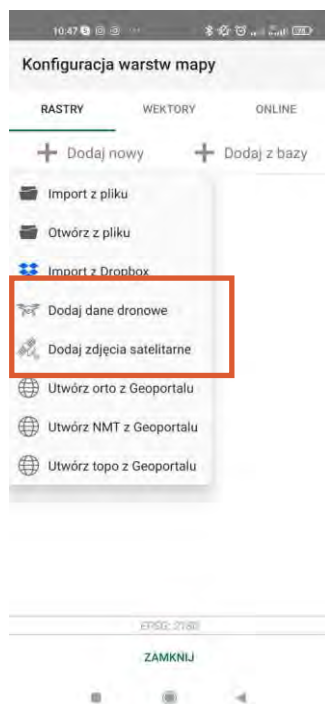 10:47
Konfiguracja warstw mapy
RASTRY WEKTORY ONLINE
Dodaj nowy Dodaj z bazy
Import z pliku
Otwórz z pliku
Import z Dropbox
Dodaj dane dronowe
Dodaj zdjęcia satelitarne
Utwórz orto z Geoportalu
Utwórz NMT z Geoportalu
Utwórz topo z Geoportalu
EPSG: 2180
ZAMKNIJ